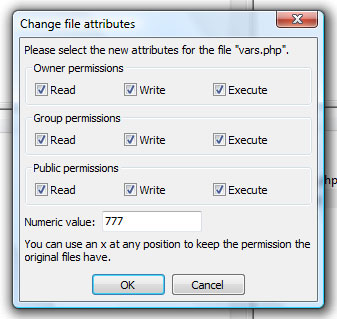 Change file attributes
Please select the new attributes for the file "vars.php".
Owner permissions
Read Write Execute
Group permissions
Read Write Execute
Public permissions
Read Write Execute
Numeric value: 777
You can use an x at any position to keep the permission the
original files have.
OK Cancel
hp